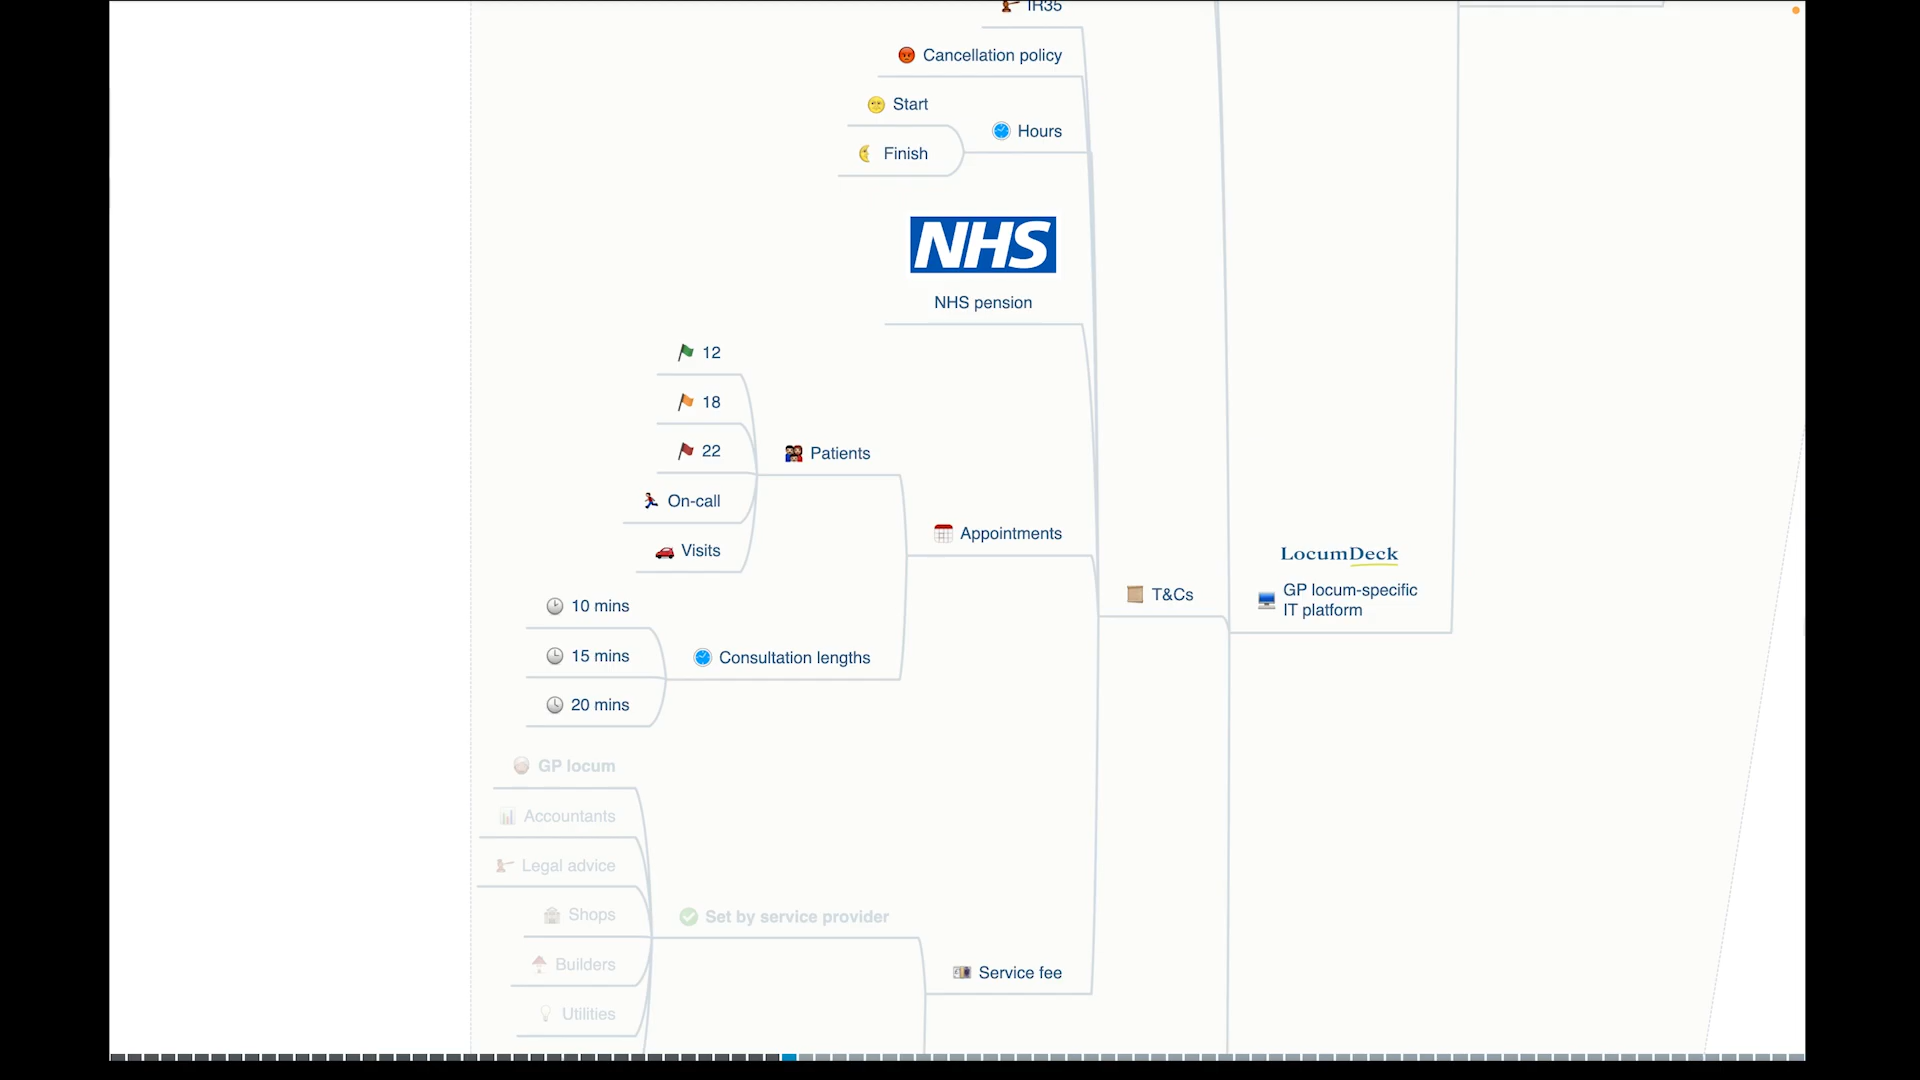 IR35
Cancellation policy
Start
Hours
Finish
NHS
NHS pension
12
18
22
Patients
On-call
Appointments
Visits
LocumDeck
GP locum-specific
IT platform
T&Cs
10 mins
15 mins
Consultation lengths
20 mins
GP locum
Accountants
Legal advice
Shops
Set by service provider
Builders
Service fee
Utilities